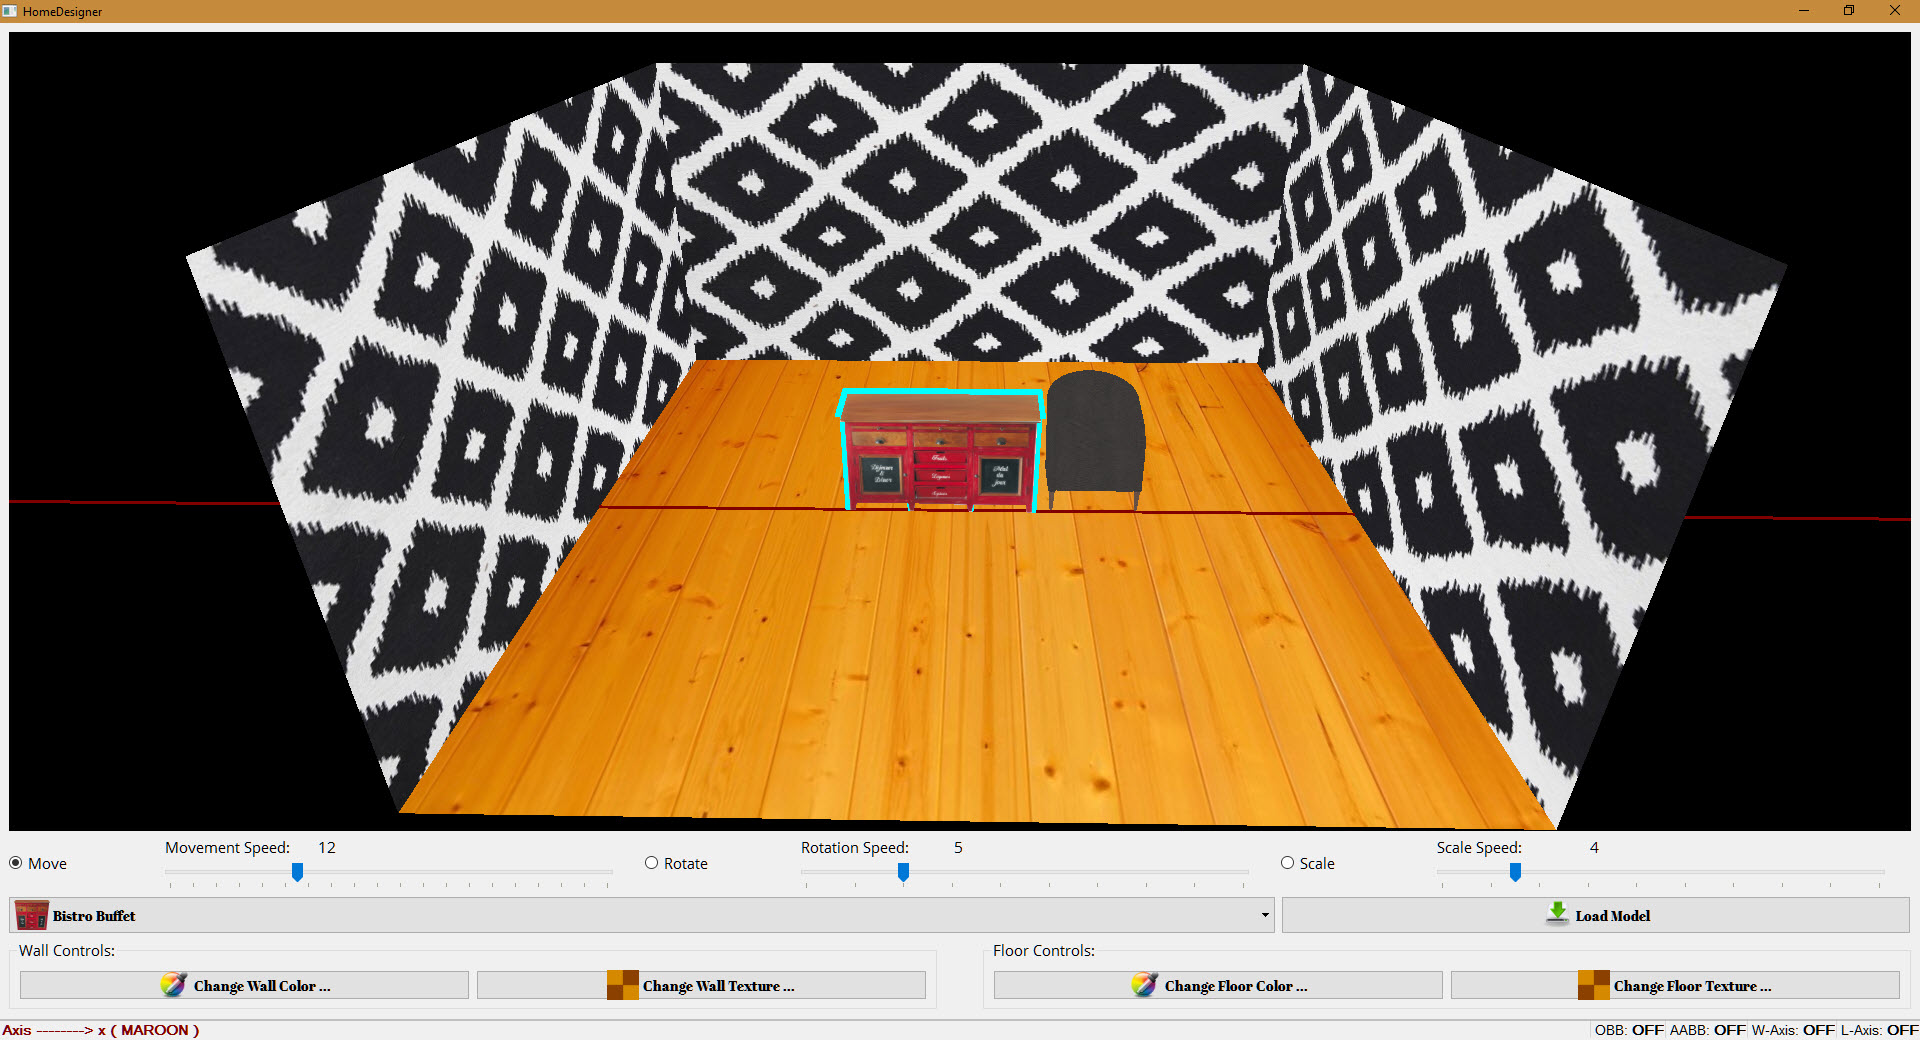 HomeDesigner
Movement Speed: 12
Rotation Speed: 5
Scale Speed: 4
Move
Rotate
Scale
Bistro Buffet
Load Model
Wall Controls:
Floor Controls:
Change Wall Color ...
Change Wall Texture ...
Change Floor Color ...
Change Floor Texture ...
Axis --------> x ( MAROON )
OBB: OFF AABB: OFF W-Axis: OFF L-Axis: OFF